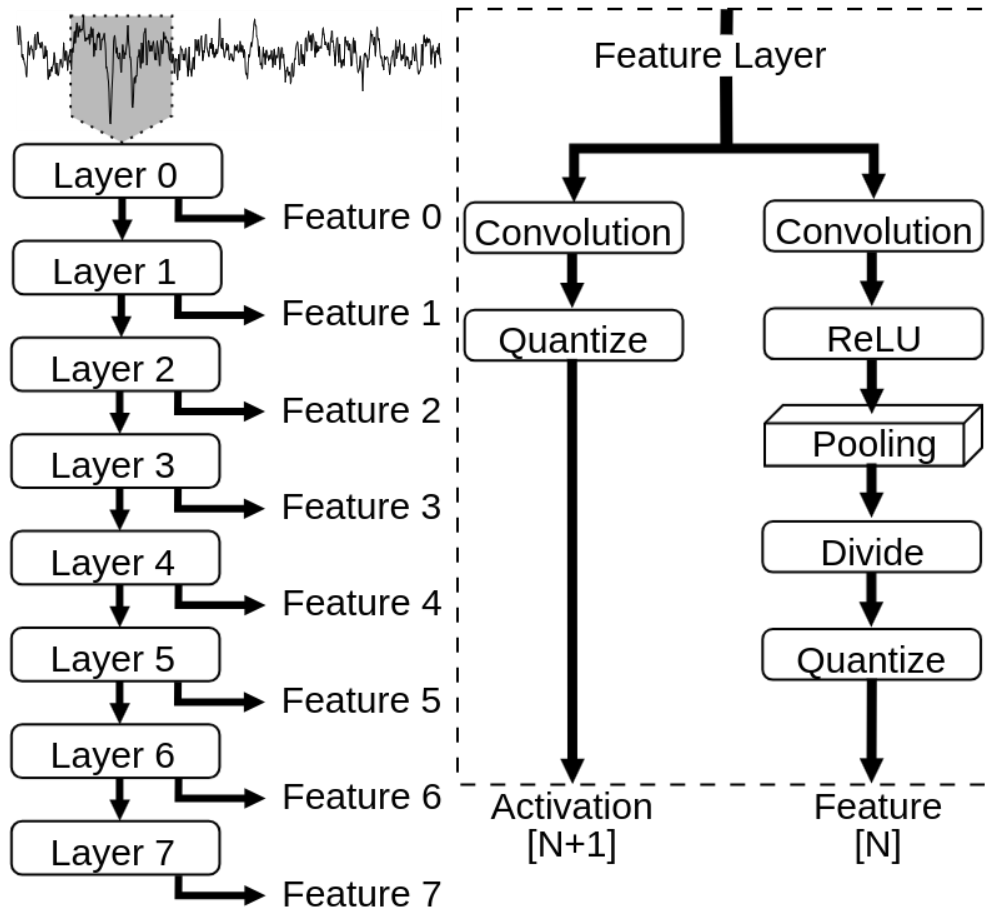 Layer 0
Feature 0
Layer 1
Feature 1
Layer 2
Feature 2
Layer 3
Feature 3
Layer 4
Feature 4
Layer 5
Feature 5
Layer 6
Feature 6
Layer 7
Feature 7
Feature Layer
Convolution
Quantize
Activation
[N+1]
Convolution
ReLU
Pooling
Divide
Quantize
Feature
[N]